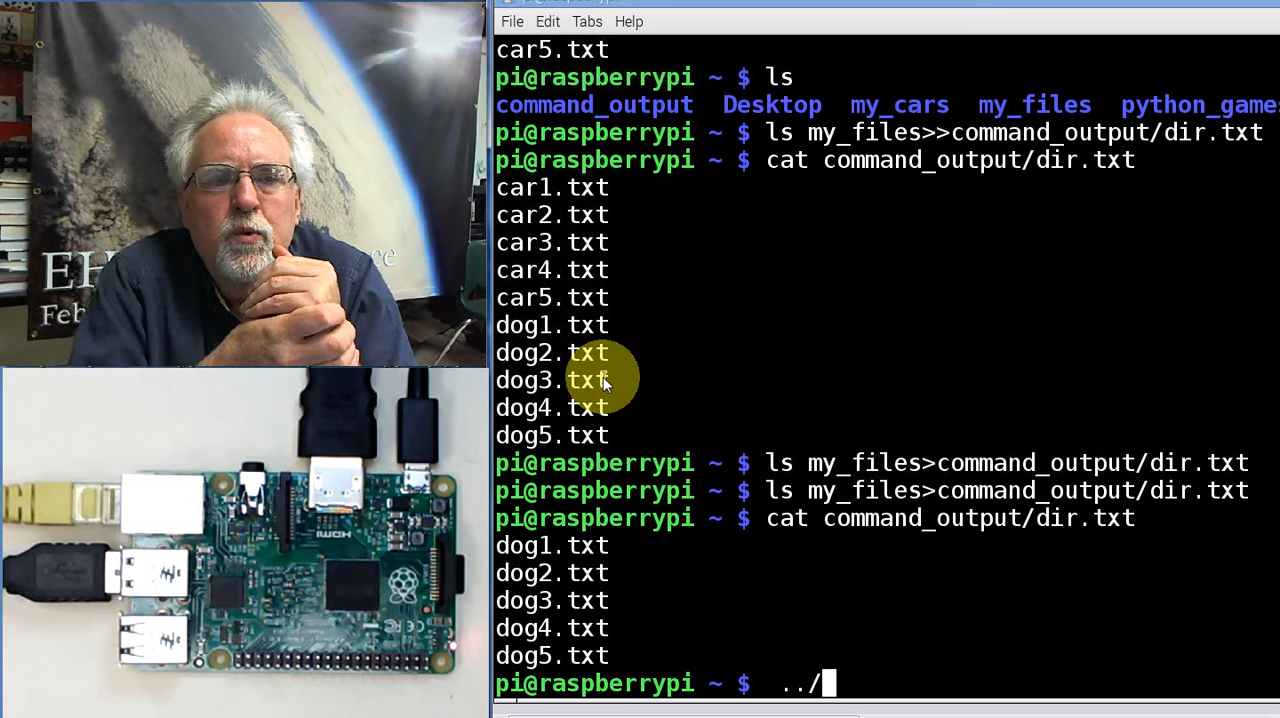 File Edit Tabs Help
car5.txt
pi@raspberrypi ~ $ ls
command_output Desktop my_cars my_files python_game
pi@raspberrypi ~ $ ls my_files>>command_output/dir.txt
pi@raspberrypi ~ $ cat command_output/dir.txt
car1.txt
car2.txt
car3.txt
car4.txt
car5.txt
dog1.txt
dog2.txt
dog3.txt
dog4.txt
dog5.txt
pi@raspberrypi ~ $ ls my_files>command_output/dir.txt
pi@raspberrypi ~ $ ls my_files>command_output/dir.txt
pi@raspberrypi ~ $ cat command_output/dir.txt
dog1.txt
dog2.txt
dog3.txt
dog4.txt
dog5.txt
pi@raspberrypi ~ $ ../
EH
Feb
HDMI